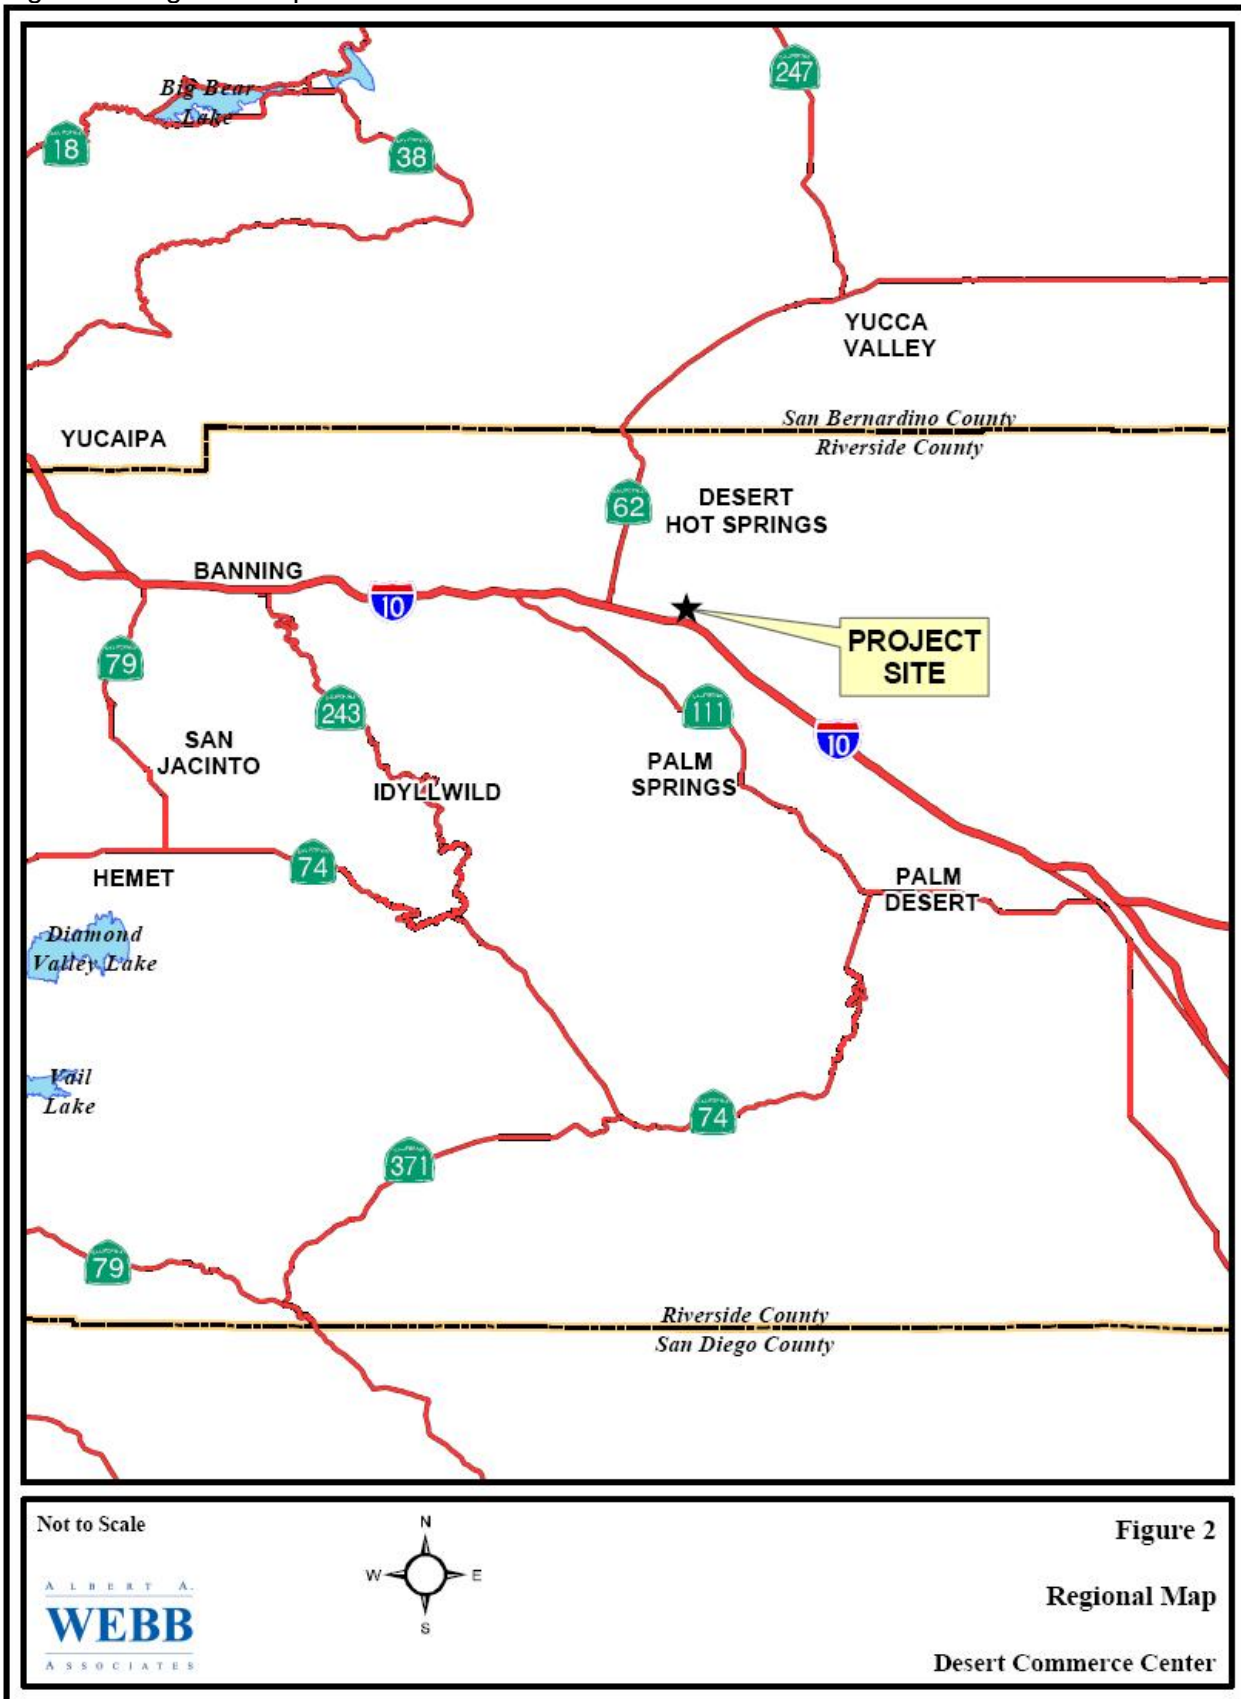 247
Big Bear
Lake
18
38
YUCCA
VALLEY
San Bernardino County
YUCAIPA
Riverside County
62
DESERT
HOT SPRINGS
BANNING
10
PROJECT
SITE
79
243
111
10
SAN
JACINTO
PALM
SPRINGS
IDYLLWILD
74
HEMET
PALM
DESERT
Diamond
Valley Lake
Vail
Lake
74
371
79
Riverside County
San Diego County
Not to Scale
N
W
E
S
Figure 2
Regional Map
Desert Commerce Center
ALBERT A.
WEBB
ASSOCIATES